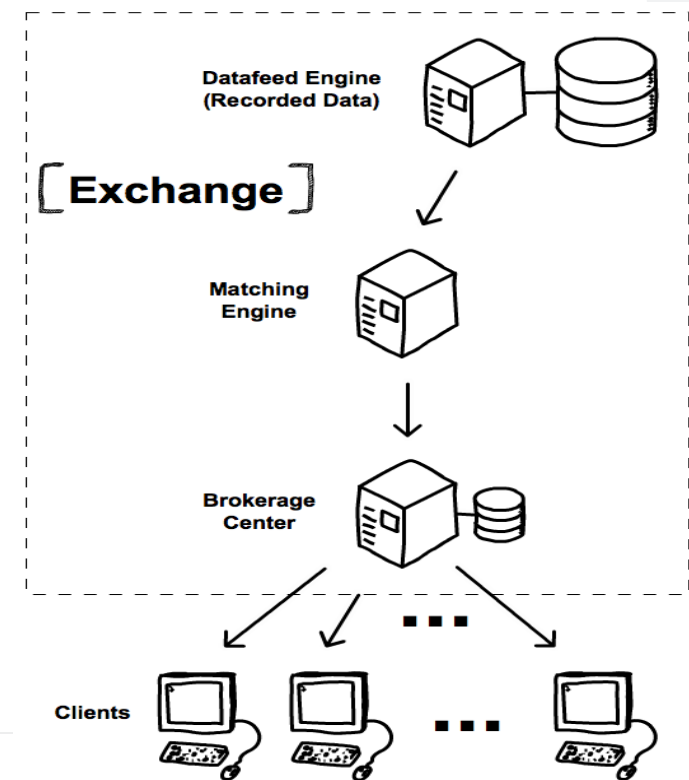 Datafeed Engine
(Recorded Data)
[Exchange]
Matching
Engine
Brokerage
Center
...
Clients
...